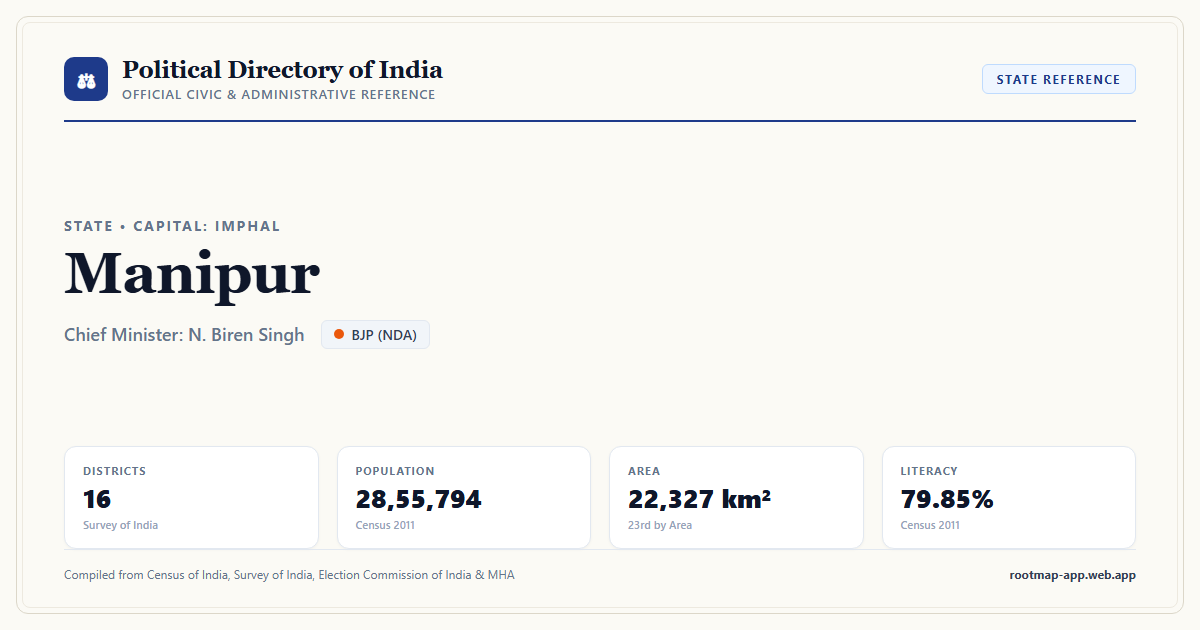 Political Directory of India
OFFICIAL CIVIC & ADMINISTRATIVE REFERENCE
STATE REFERENCE
STATE • CAPITAL: IMPHAL
Manipur
Chief Minister: N. Biren Singh
BJP (NDA)
DISTRICTS
16
Survey of India
POPULATION
28,55,794
Census 2011
AREA
22,327 km²
23rd by Area
LITERACY
79.85%
Census 2011
Compiled from Census of India, Survey of India, Election Commission of India & MHA
rootmap-app.web.app